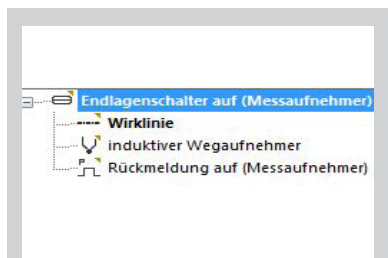 Endlagenschalter auf (Messaufnehmer)
Wirklinie
induktiver Wegaufnehmer
Rückmeldung auf (Messaufnehmer)